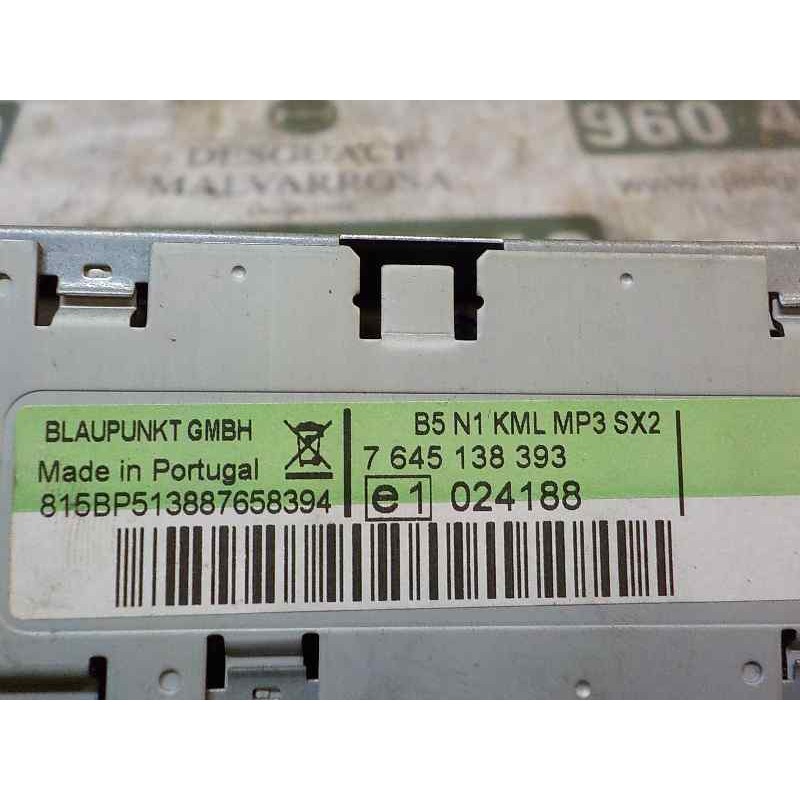 960
DESGUACE
MALVARROSA
BLAUPUNKT GMBH
B5 N1 KML MP3 SX2
Made in Portugal
7 645 138 393
815BP513887658394
e1 024188